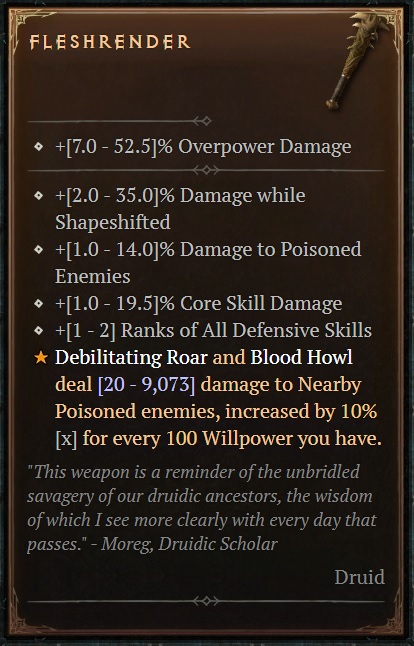 FLESHRENDER
+[7.0 - 52.5]% Overpower Damage
+[2.0 - 35.0]% Damage while
Shapeshifted
+[1.0 - 14.0]% Damage to Poisoned
Enemies
+[1.0 - 19.5]% Core Skill Damage
+[1 - 2] Ranks of All Defensive Skills
Debilitating Roar and Blood Howl
deal [20 - 9,073] damage to Nearby
Poisoned enemies, increased by 10%
[x] for every 100 Willpower you have.
"This weapon is a reminder of the unbridled
savagery of our druidic ancestors, the wisdom
of which I see more clearly with every day that
passes." - Moreg, Druidic Scholar
Druid